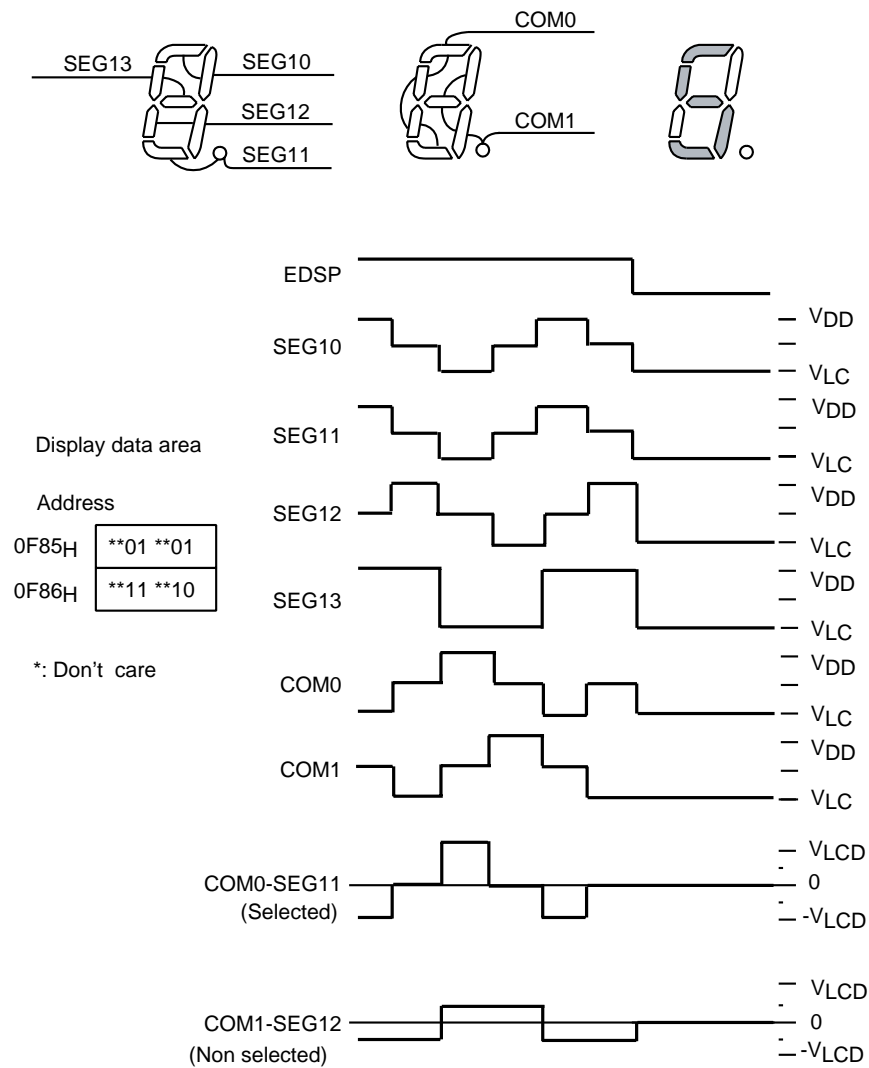 COM0
SEG13
SEG10
SEG12
COM1
SEG11
EDSP
VDD
SEG10
VLC
VDD
SEG11
Display data area
VLC
VDD
Address
SEG12
0F85H
**01 **01
VLC
VDD
0F86H
**11 **10
SEG13
VLC
VDD
*: Don't care
COM0
VLC
VDD
COM1
VLC
VLCD
COM0-SEG11
0
(Selected)
-VLCD
VLCD
COM1-SEG12
0
(Non selected)
-VLCD